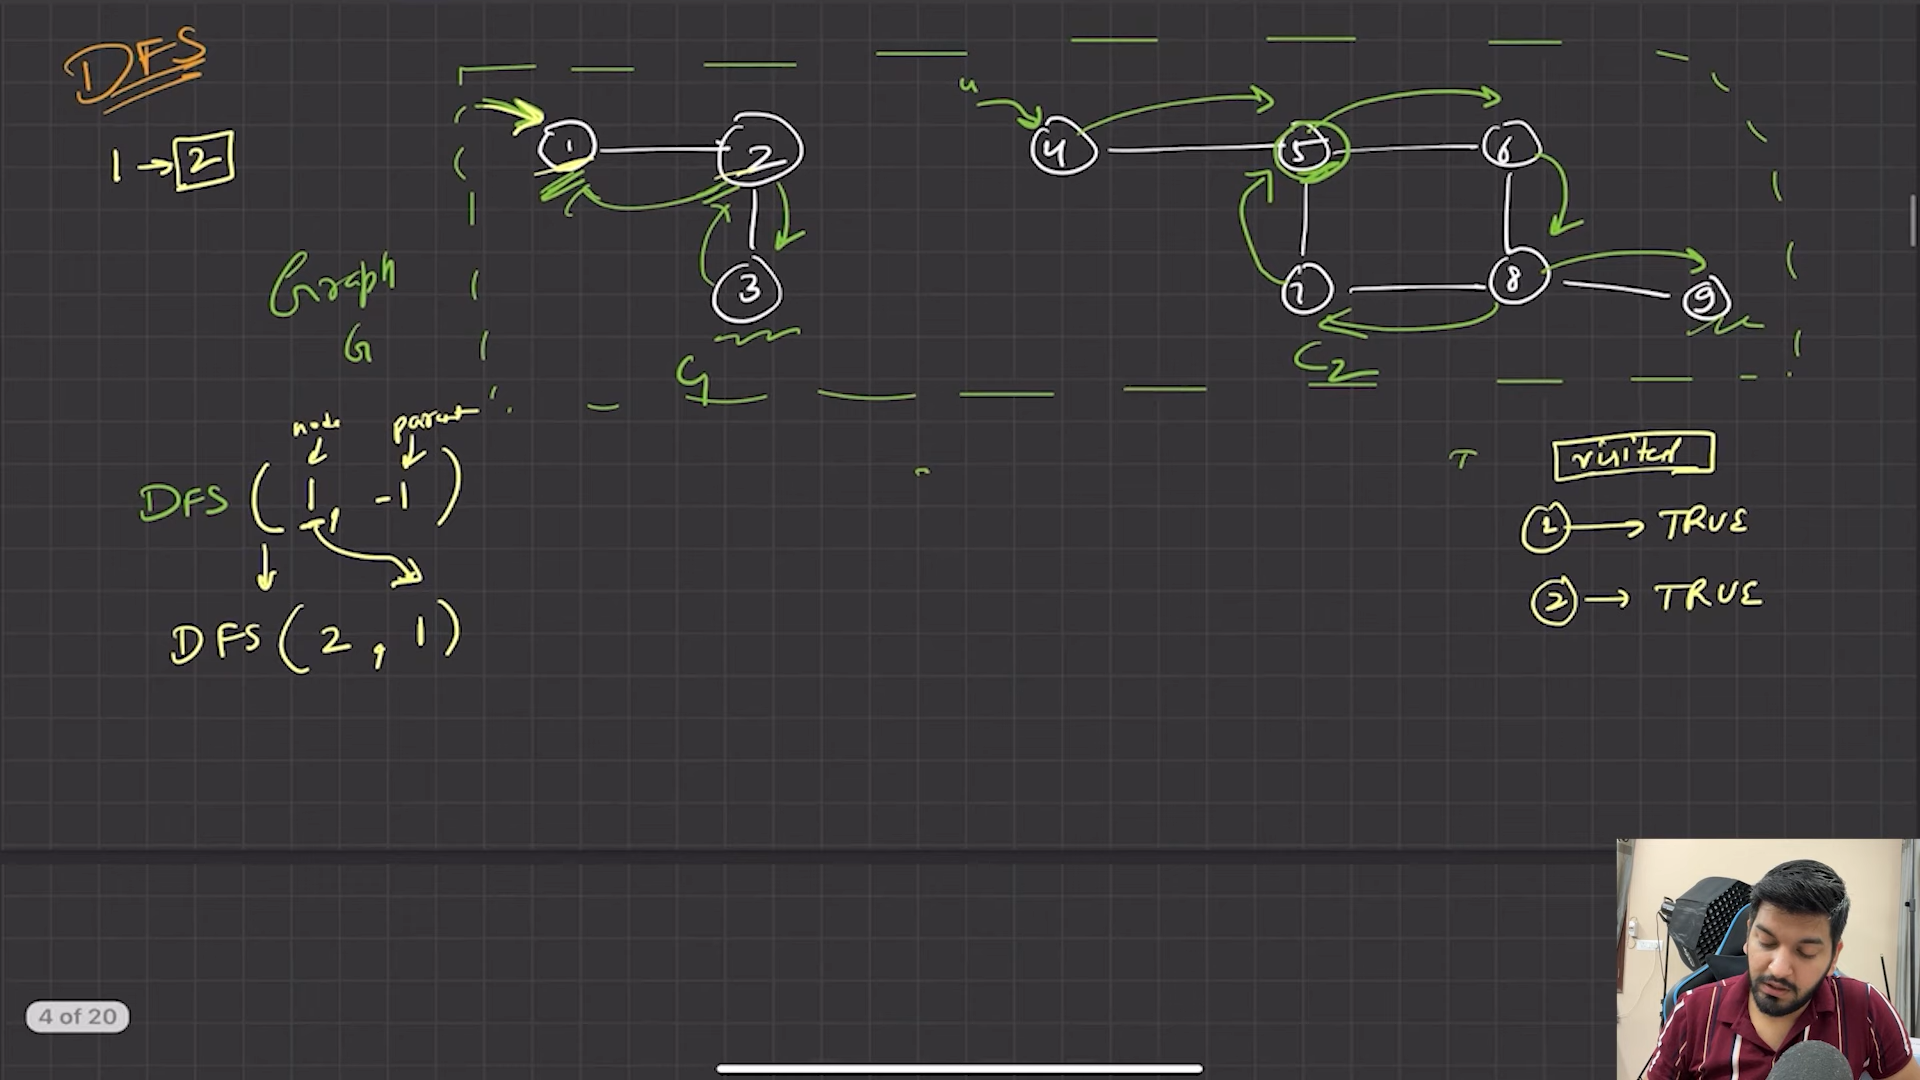 DFS
1 → 2
Graph
G
1 2 4 5 6
3 7 8 9
C1 C2
node parent
DFS ( 1, -1 )
DFS ( 2 , 1 )
visited
1 → TRUE
2 → TRUE
4 of 20